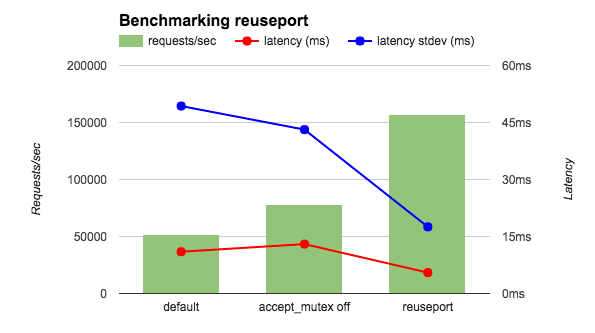 Benchmarking reuseport
requests/sec latency (ms) latency stdev (ms)
200000 60ms
150000 45ms
100000 30ms
50000 15ms
0 0ms
Requests/sec
Latency
default accept_mutex off reuseport